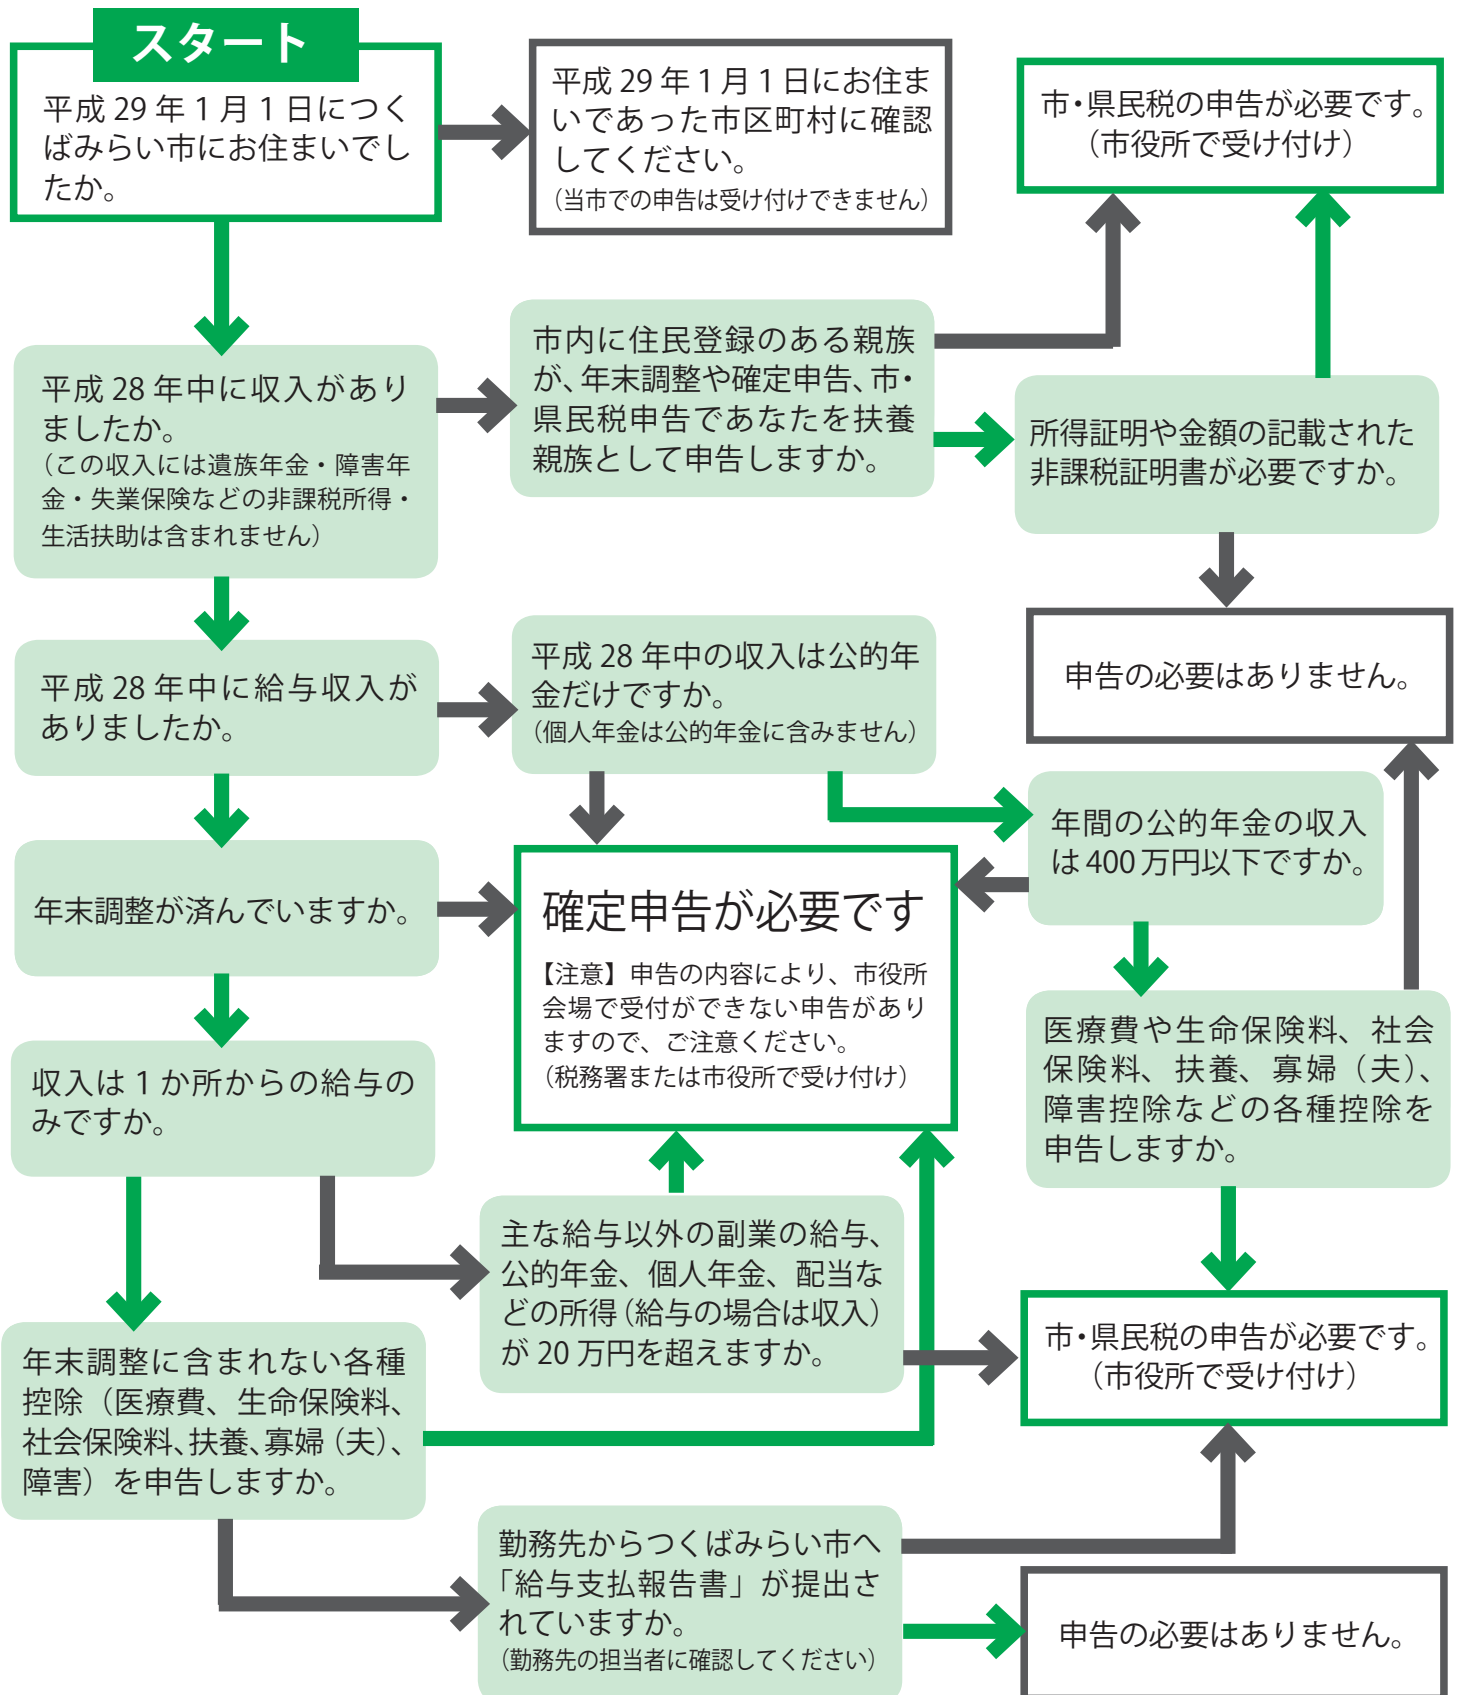 スタート
平成 29 年 1 月 1 日につく
ばみらい市にお住まいでし
たか。
平成 29 年 1 月 1 日にお住ま
いであった市区町村に確認
してください。
（当市での申告は受け付けできません）
市・県民税の申告が必要です。
（市役所で受け付け）
平成 28 年中に収入があり
ましたか。
（この収入には遺族年金・障害年
金・失業保険などの非課税所得・
生活扶助は含まれません）
市内に住民登録のある親族
が、年末調整や確定申告、市・
県民税申告であなたを扶養
親族として申告しますか。
所得証明や金額の記載された
非課税証明書が必要ですか。
申告の必要はありません。
平成 28 年中に給与収入が
ありましたか。
平成 28 年中の収入は公的年
金だけですか。
（個人年金は公的年金に含みません）
年間の公的年金の収入
は 400 万円以下ですか。
年末調整が済んでいますか。
確定申告が必要です
【注意】申告の内容により、市役所
会場で受付ができない申告があり
ますので、ご注意ください。
（税務署または市役所で受け付け）
医療費や生命保険料、社会
保険料、扶養、寡婦（夫）、
障害控除などの各種控除を
申告しますか。
収入は 1 か所からの給与の
みですか。
主な給与以外の副業の給与、
公的年金、個人年金、配当な
どの所得（給与の場合は収入）
が 20 万円を超えますか。
市・県民税の申告が必要です。
（市役所で受け付け）
年末調整に含まれない各種
控除（医療費、生命保険料、
社会保険料、扶養、寡婦（夫）、
障害）を申告しますか。
勤務先からつくばみらい市へ
「給与支払報告書」が提出さ
れていますか。
（勤務先の担当者に確認してください）
申告の必要はありません。